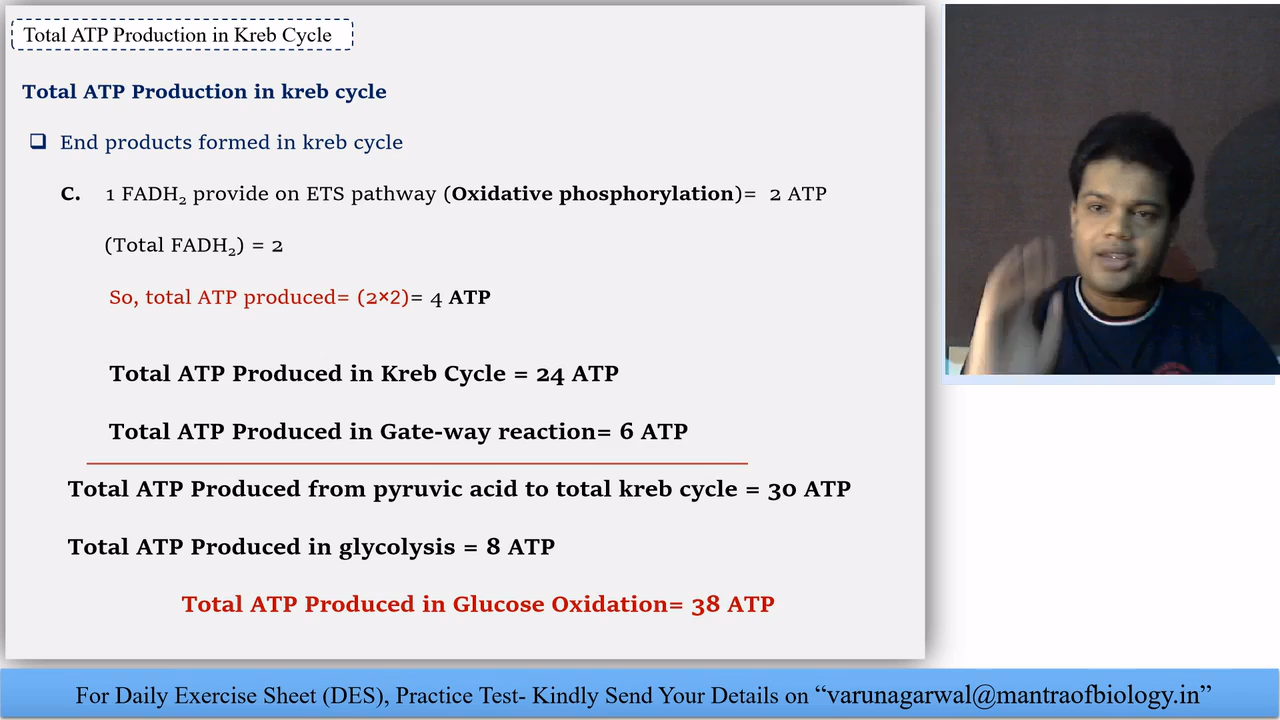 Total ATP Production in Kreb Cycle
Total ATP Production in kreb cycle
❑ End products formed in kreb cycle
C. 1 FADH₂ provide on ETS pathway (Oxidative phosphorylation)= 2 ATP
(Total FADH₂) = 2
So, total ATP produced= (2×2)= 4 ATP
Total ATP Produced in Kreb Cycle = 24 ATP
Total ATP Produced in Gate-way reaction= 6 ATP
Total ATP Produced from pyruvic acid to total kreb cycle = 30 ATP
Total ATP Produced in glycolysis = 8 ATP
Total ATP Produced in Glucose Oxidation= 38 ATP
For Daily Exercise Sheet (DES), Practice Test- Kindly Send Your Details on “varunagarwal@mantraofbiology.in”